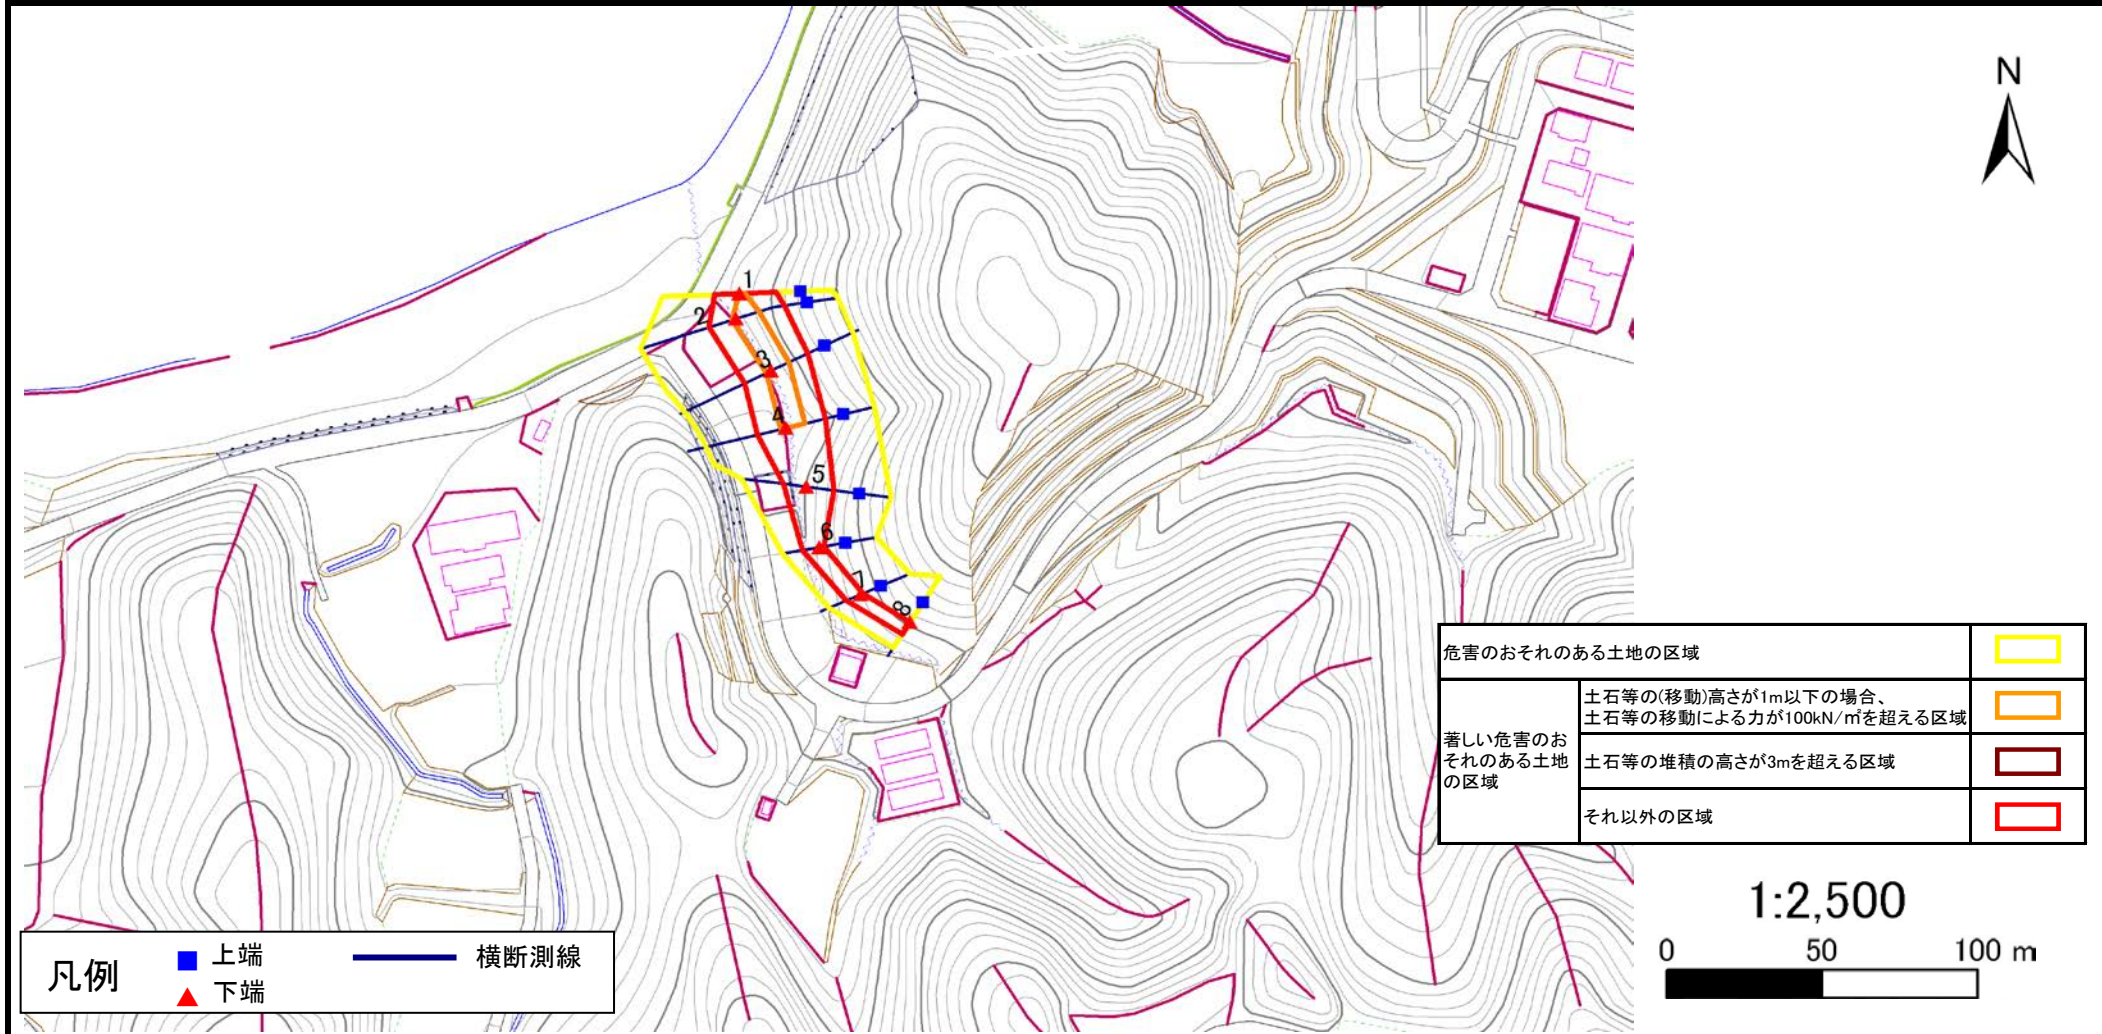 N
1
2
3
4
5
6
7
8
危害のおそれのある土地の区域
著しい危害のお
それのある土地
の区域
土石等の(移動)高さが1m以下の場合、
土石等の移動による力が100kN/㎡を超える区域
土石等の堆積の高さが3mを超える区域
それ以外の区域
1:2,500
0 50 100 m
凡例
上端
下端
横断測線